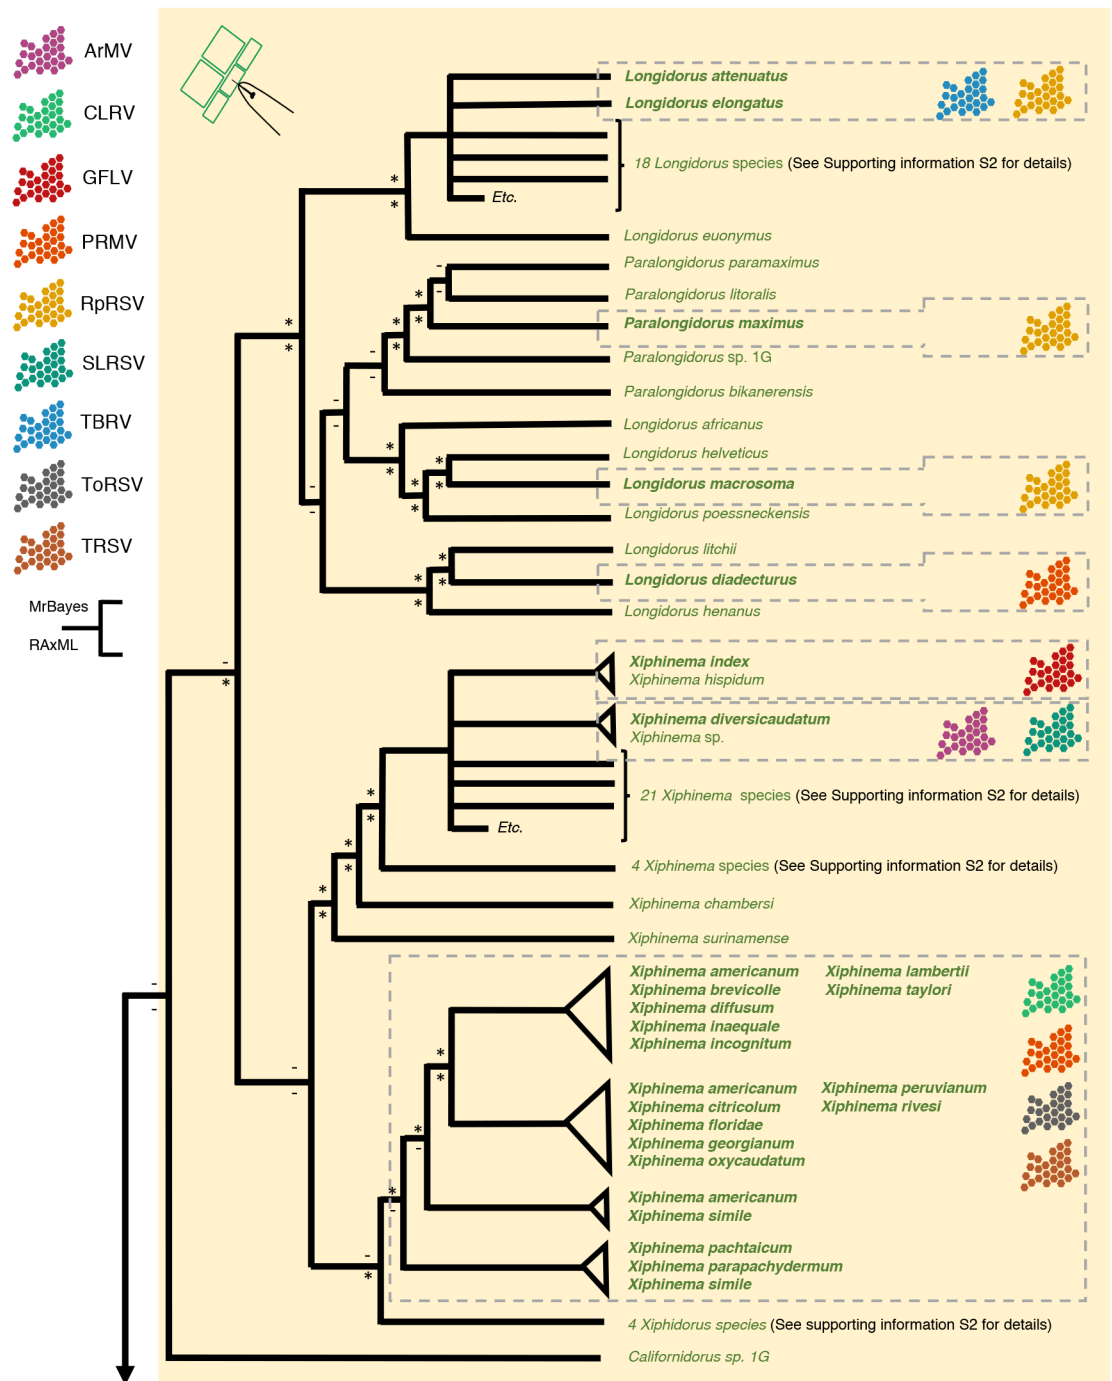 ArMV
CLRV
GFLV
PRMV
RpRSV
SLRSV
TBRV
ToRSV
TRSV
MrBayes
RAxML
Longidorus attenuatus
Longidorus elongatus
18 Longidorus species (See Supporting information S2 for details)
Etc.
* *
Longidorus euonymus
Paralongidorus paramaximus
- -
Paralongidorus litoralis
* *
Paralongidorus maximus
* *
* *
Paralongidorus sp. 1G
- -
Paralongidorus bikanerensis
- -
Longidorus africanus
* *
Longidorus helveticus
* *
Longidorus macrosoma
* *
- -
Longidorus poessneckensis
Longidorus litchii
* *
Longidorus diadecturus
* *
Longidorus henanus
- *
Xiphinema index
Xiphinema hispidum
Xiphinema diversicaudatum
Xiphinema sp.
21 Xiphinema species (See Supporting information S2 for details)
* *
Etc.
* *
4 Xiphinema species (See Supporting information S2 for details)
* *
Xiphinema chambersi
Xiphinema surinamense
- -
Xiphinema americanum Xiphinema lambertii
Xiphinema brevicolle Xiphinema taylori
Xiphinema diffusum
Xiphinema inaequale
Xiphinema incognitum
* *
- -
Xiphinema americanum Xiphinema peruvianum
Xiphinema citricolum Xiphinema rivesi
Xiphinema floridae
Xiphinema georgianum
Xiphinema oxycaudatum
* -
Xiphinema americanum
Xiphinema simile
* -
Xiphinema pachtaicum
Xiphinema parapachydermum
Xiphinema simile
- *
4 Xiphidorus species (See supporting information S2 for details)
Californidorus sp. 1G